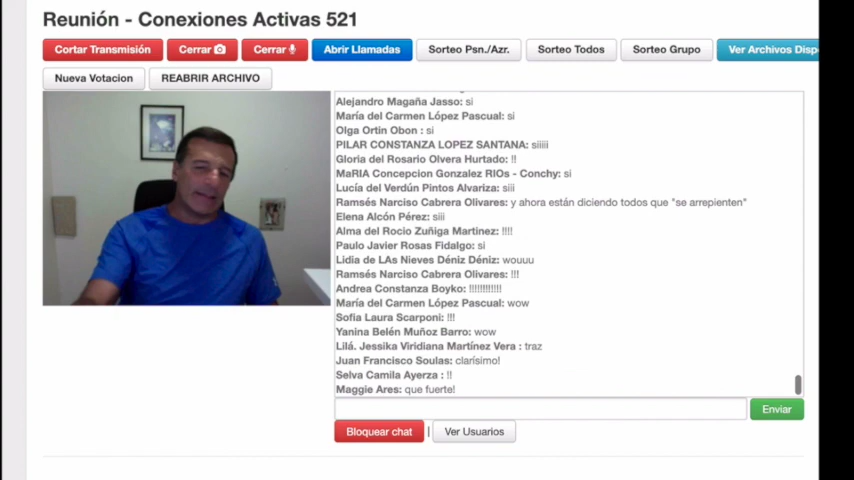 Reunión - Conexiones Activas 521
Cortar Transmisión Cerrar Cerrar Abrir Llamadas Sorteo Psn./Azr. Sorteo Todos Sorteo Grupo Ver Archivos Disp
Nueva Votacion REABRIR ARCHIVO
Alejandro Magaña Jasso: si
María del Carmen López Pascual: si
Olga Ortin Obon : si
PILAR CONSTANZA LOPEZ SANTANA: siiiii
Gloria del Rosario Olvera Hurtado: !!
MaRIA Concepcion Gonzalez RIOs - Conchy: si
Lucía del Verdún Pintos Alvariza: siii
Ramsés Narciso Cabrera Olivares: y ahora están diciendo todos que "se arrepienten"
Elena Alcón Pérez: siii
Alma del Rocio Zuñiga Martinez: !!!!
Paulo Javier Rosas Fidalgo: si
Lidia de LAs Nieves Déniz Déniz: wouuu
Ramsés Narciso Cabrera Olivares: !!!
Andrea Constanza Boyko: !!!!!!!!!!!!
María del Carmen López Pascual: wow
Sofia Laura Scarponi: !!!
Yanina Belén Muñoz Barro: wow
Lilá. Jessika Viridiana Martínez Vera : traz
Juan Francisco Soulas: clarísimo!
Selva Camila Ayerza : !!
Maggie Ares: que fuerte!
Enviar
Bloquear chat | Ver Usuarios